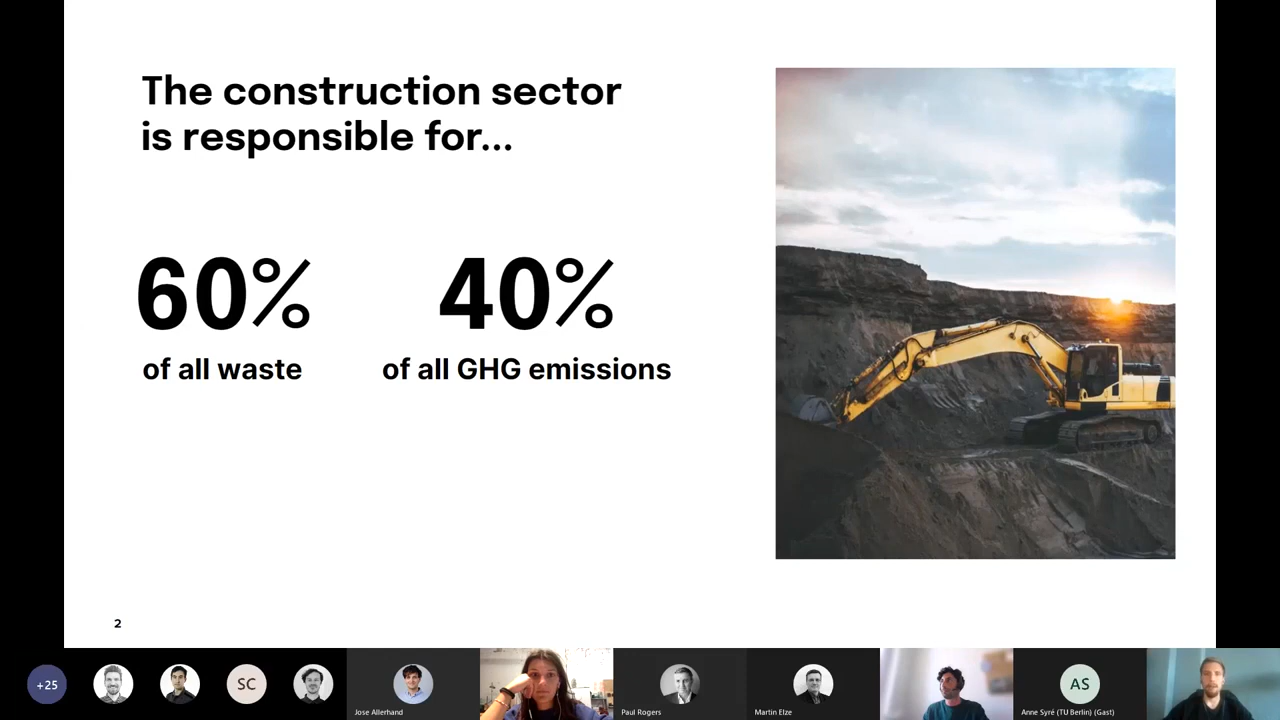 The construction sector
is responsible for...
60%
40%
of all waste
of all GHG emissions
2
+25
SC
Jose Allerhand
Paul Rogers
Martin Elze
AS
Anne Syré (TU Berlin) (Gast)